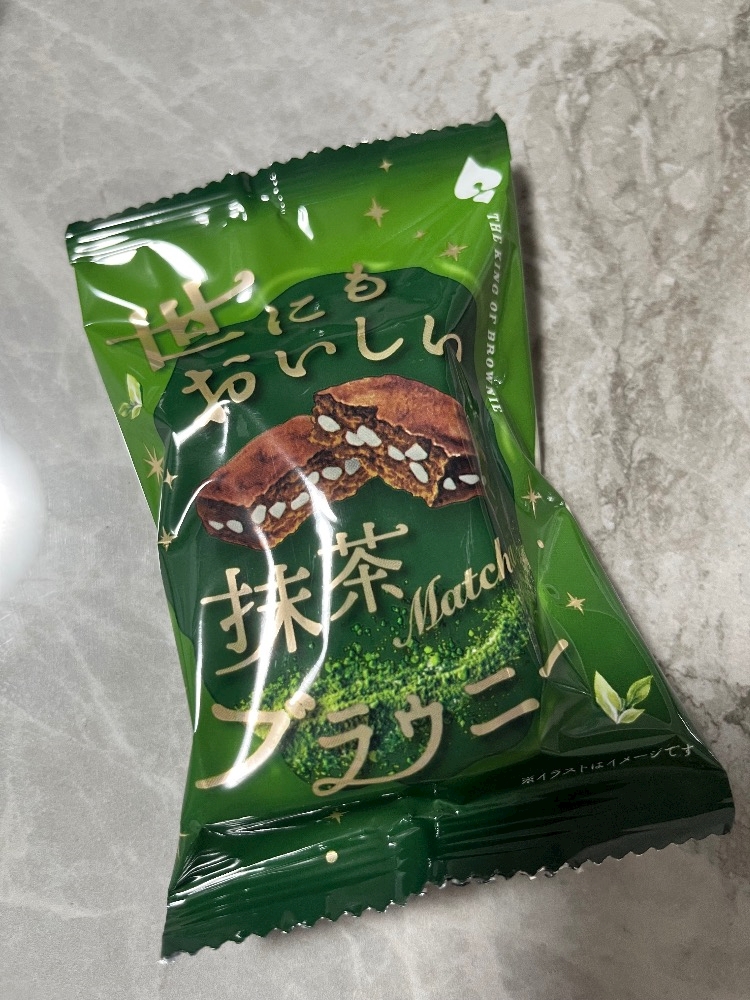 THE KING OF BROWNIE
世にも
おいしい
抹茶
Matcha
ブラウニー
※イラストはイメージです